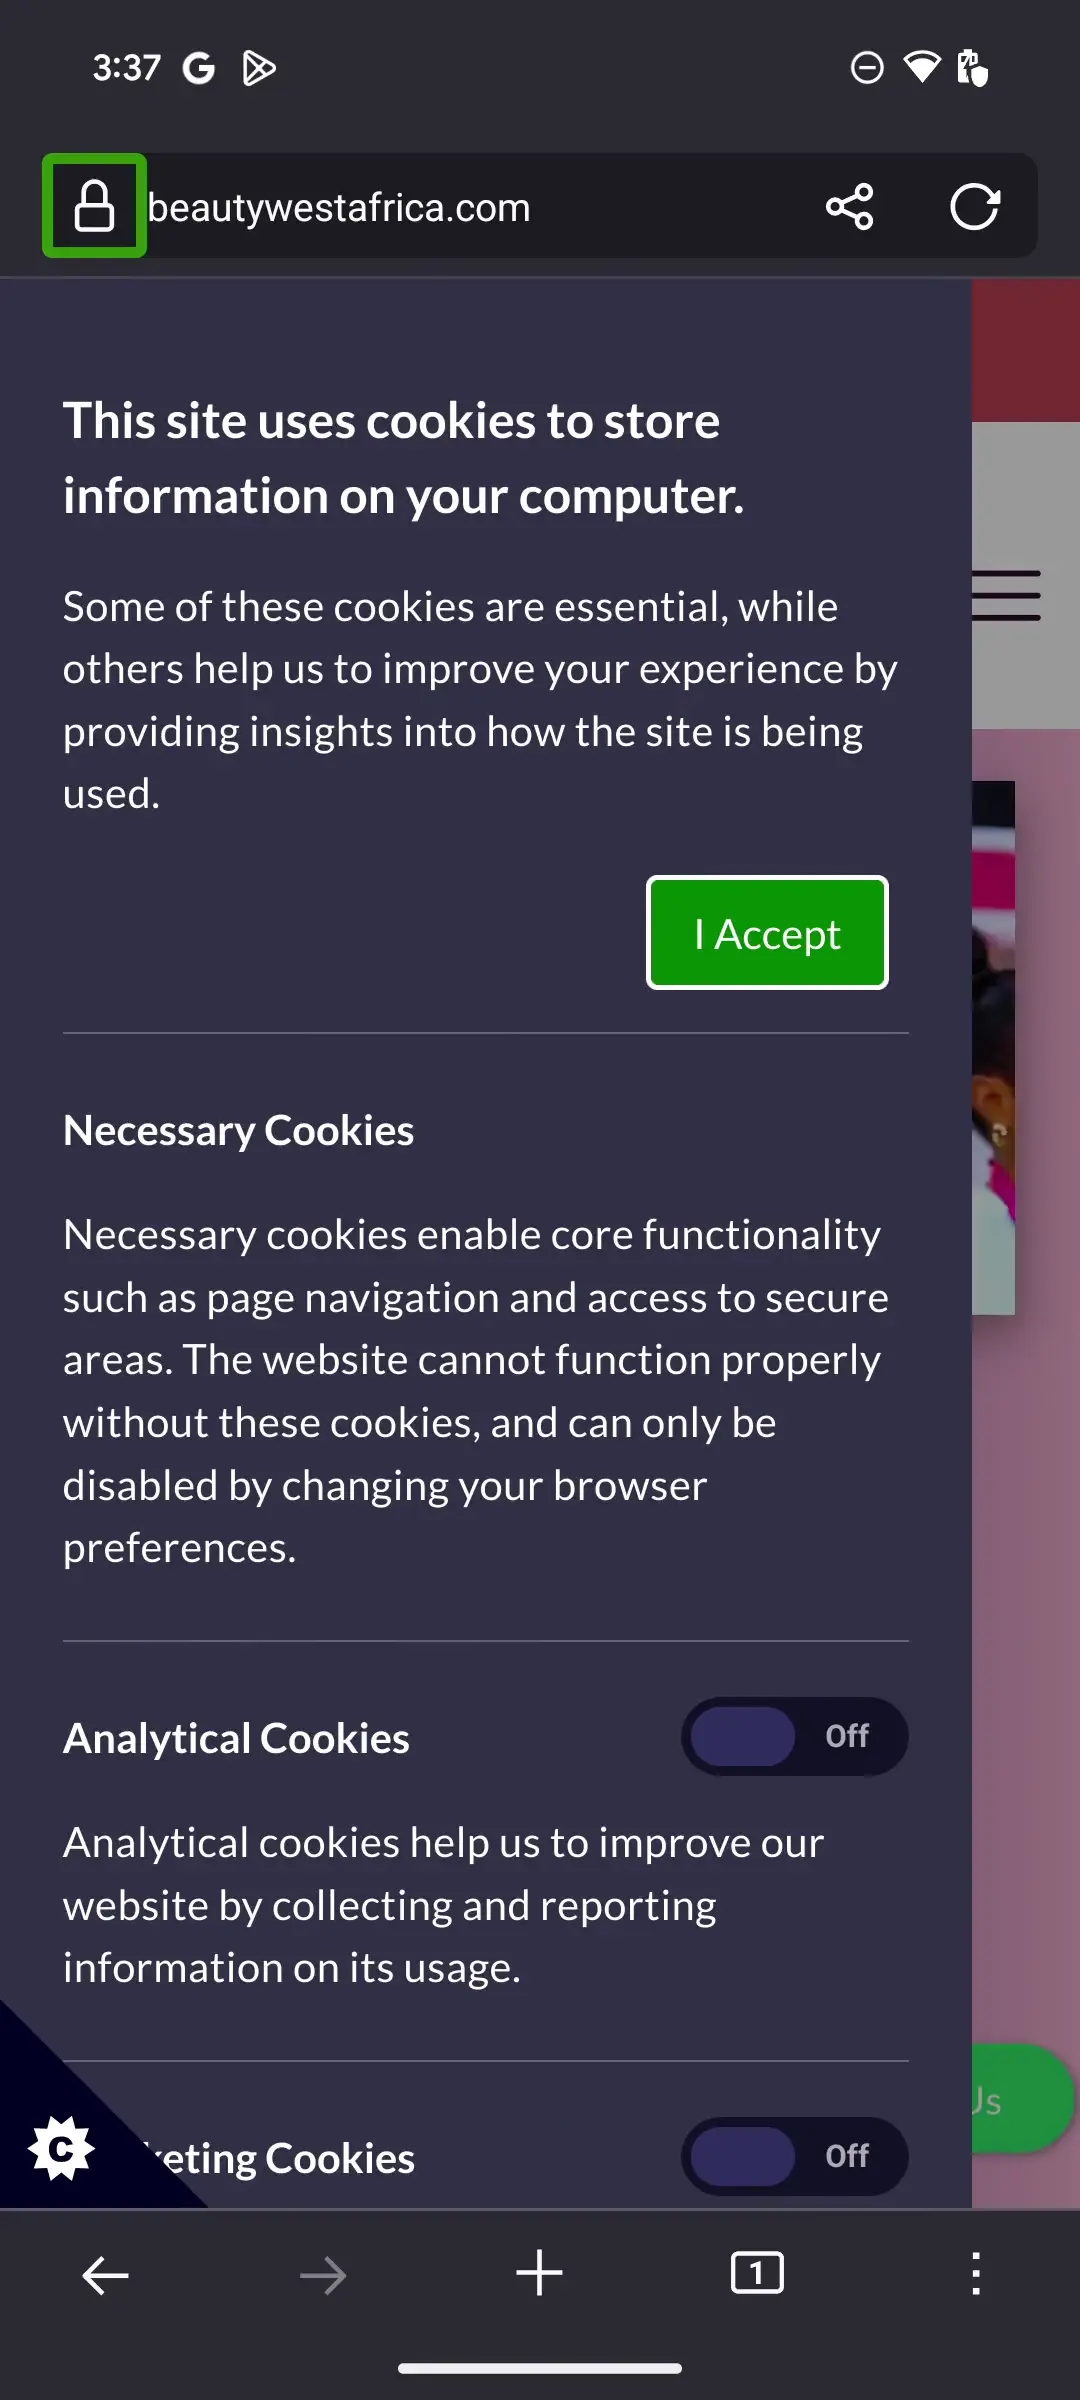 3:37
beautywestafrica.com
This site uses cookies to store
information on your computer.
Some of these cookies are essential, while
others help us to improve your experience by
providing insights into how the site is being
used.
I Accept
Necessary Cookies
Necessary cookies enable core functionality
such as page navigation and access to secure
areas. The website cannot function properly
without these cookies, and can only be
disabled by changing your browser
preferences.
Analytical Cookies
Off
Analytical cookies help us to improve our
website by collecting and reporting
information on its usage.
Us
C
keting Cookies
Off
1